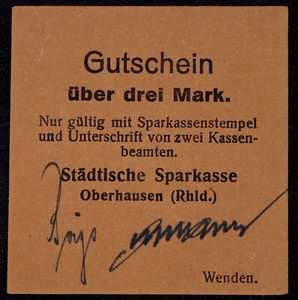 Gutschein
über drei Mark.
Nur gültig mit Sparkassenstempel
und Unterschrift von zwei Kassen-
beamten.
Städtische Sparkasse
Oberhausen (Rhld.)
Wenden.